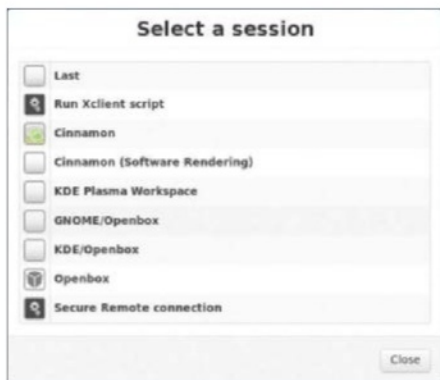 Select a session
Last
Run Xclient script
Cinnamon
Cinnamon (Software Rendering)
KDE Plasma Workspace
GNOME/Openbox
KDE/Openbox
Openbox
Secure Remote connection
Close